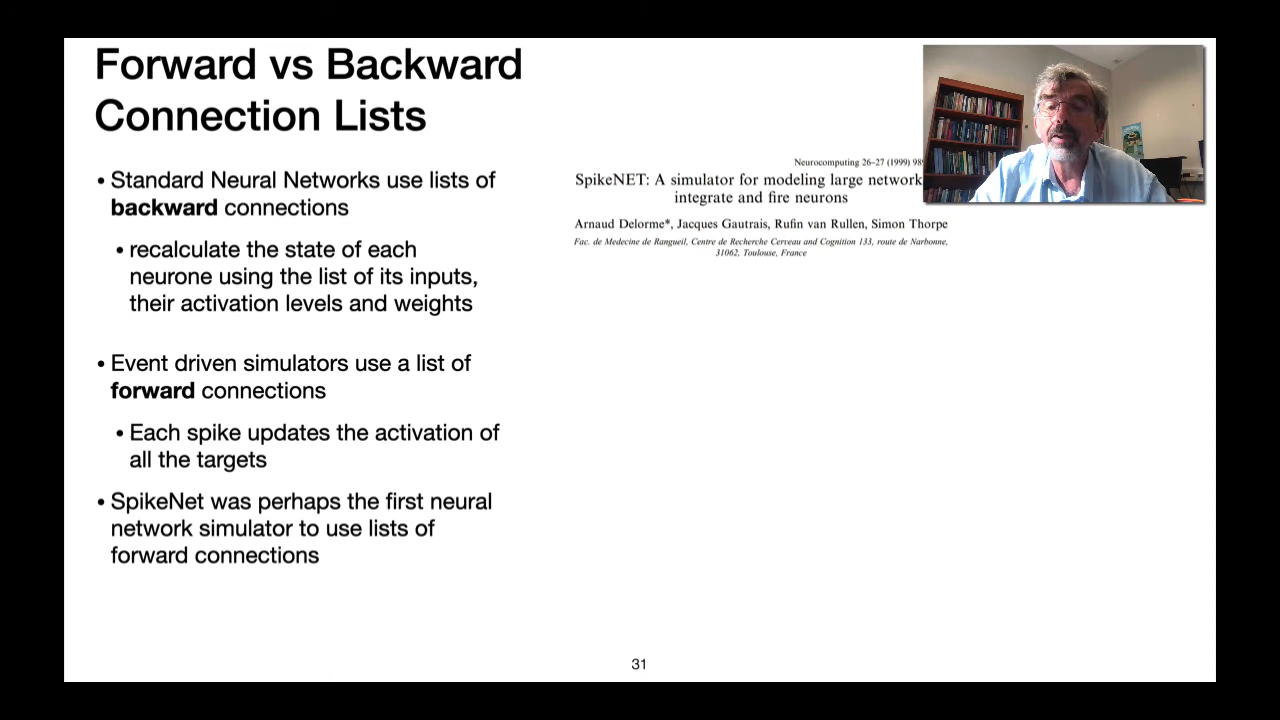 Forward vs Backward
Connection Lists
• Standard Neural Networks use lists of
backward connections
• recalculate the state of each
neurone using the list of its inputs,
their activation levels and weights
• Event driven simulators use a list of
forward connections
• Each spike updates the activation of
all the targets
• SpikeNet was perhaps the first neural
network simulator to use lists of
forward connections
Neurocomputing 26–27 (1999)
SpikeNET: A simulator for modeling large network
integrate and fire neurons
Arnaud Delorme*, Jacques Gautrais, Rufin van Rullen, Simon Thorpe
Fac. de Medecine de Rangueil, Centre de Recherche Cerveau and Cognition 133, route de Narbonne,
31062, Toulouse, France
31